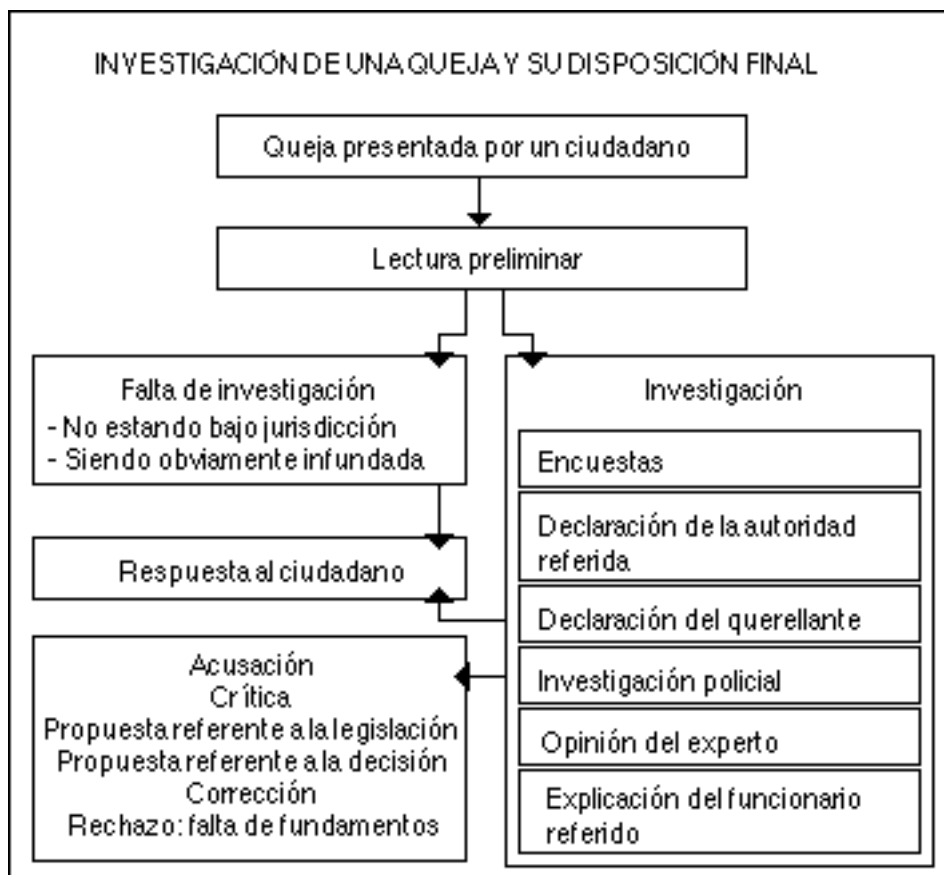 INVESTIGACIÓN DE UNA QUEJA Y SU DISPOSICIÓN FINAL
Queja presentada por un ciudadano
Lectura preliminar
Falta de investigación
- No estando bajo jurisdicción
- Siendo obviamente infundada
Respuesta al ciudadano
Acusación
Crítica
Propuesta referente a la legislación
Propuesta referente a la decisión
Corrección
Rechazo: falta de fundamentos
Investigación
Encuestas
Declaración de la autoridad
referida
Declaración del querellante
Investigación policial
Opinión del experto
Explicación del funcionario
referido